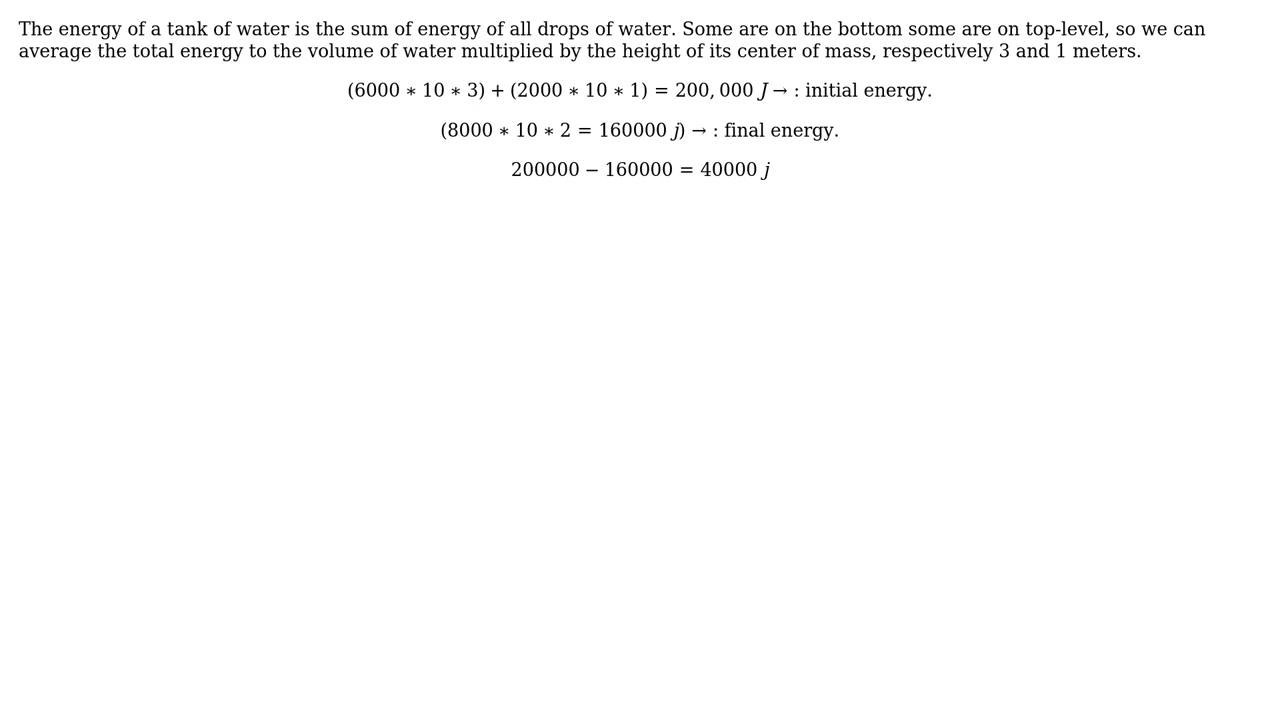 The energy of a tank of water is the sum of energy of all drops of water. Some are on the bottom some are on top-level, so we can
average the total energy to the volume of water multiplied by the height of its center of mass, respectively 3 and 1 meters.
(6000 ∗ 10 ∗ 3) + (2000 ∗ 10 ∗ 1) = 200, 000 J → : initial energy.
(8000 ∗ 10 ∗ 2 = 160000 j) → : final energy.
200000 − 160000 = 40000 j